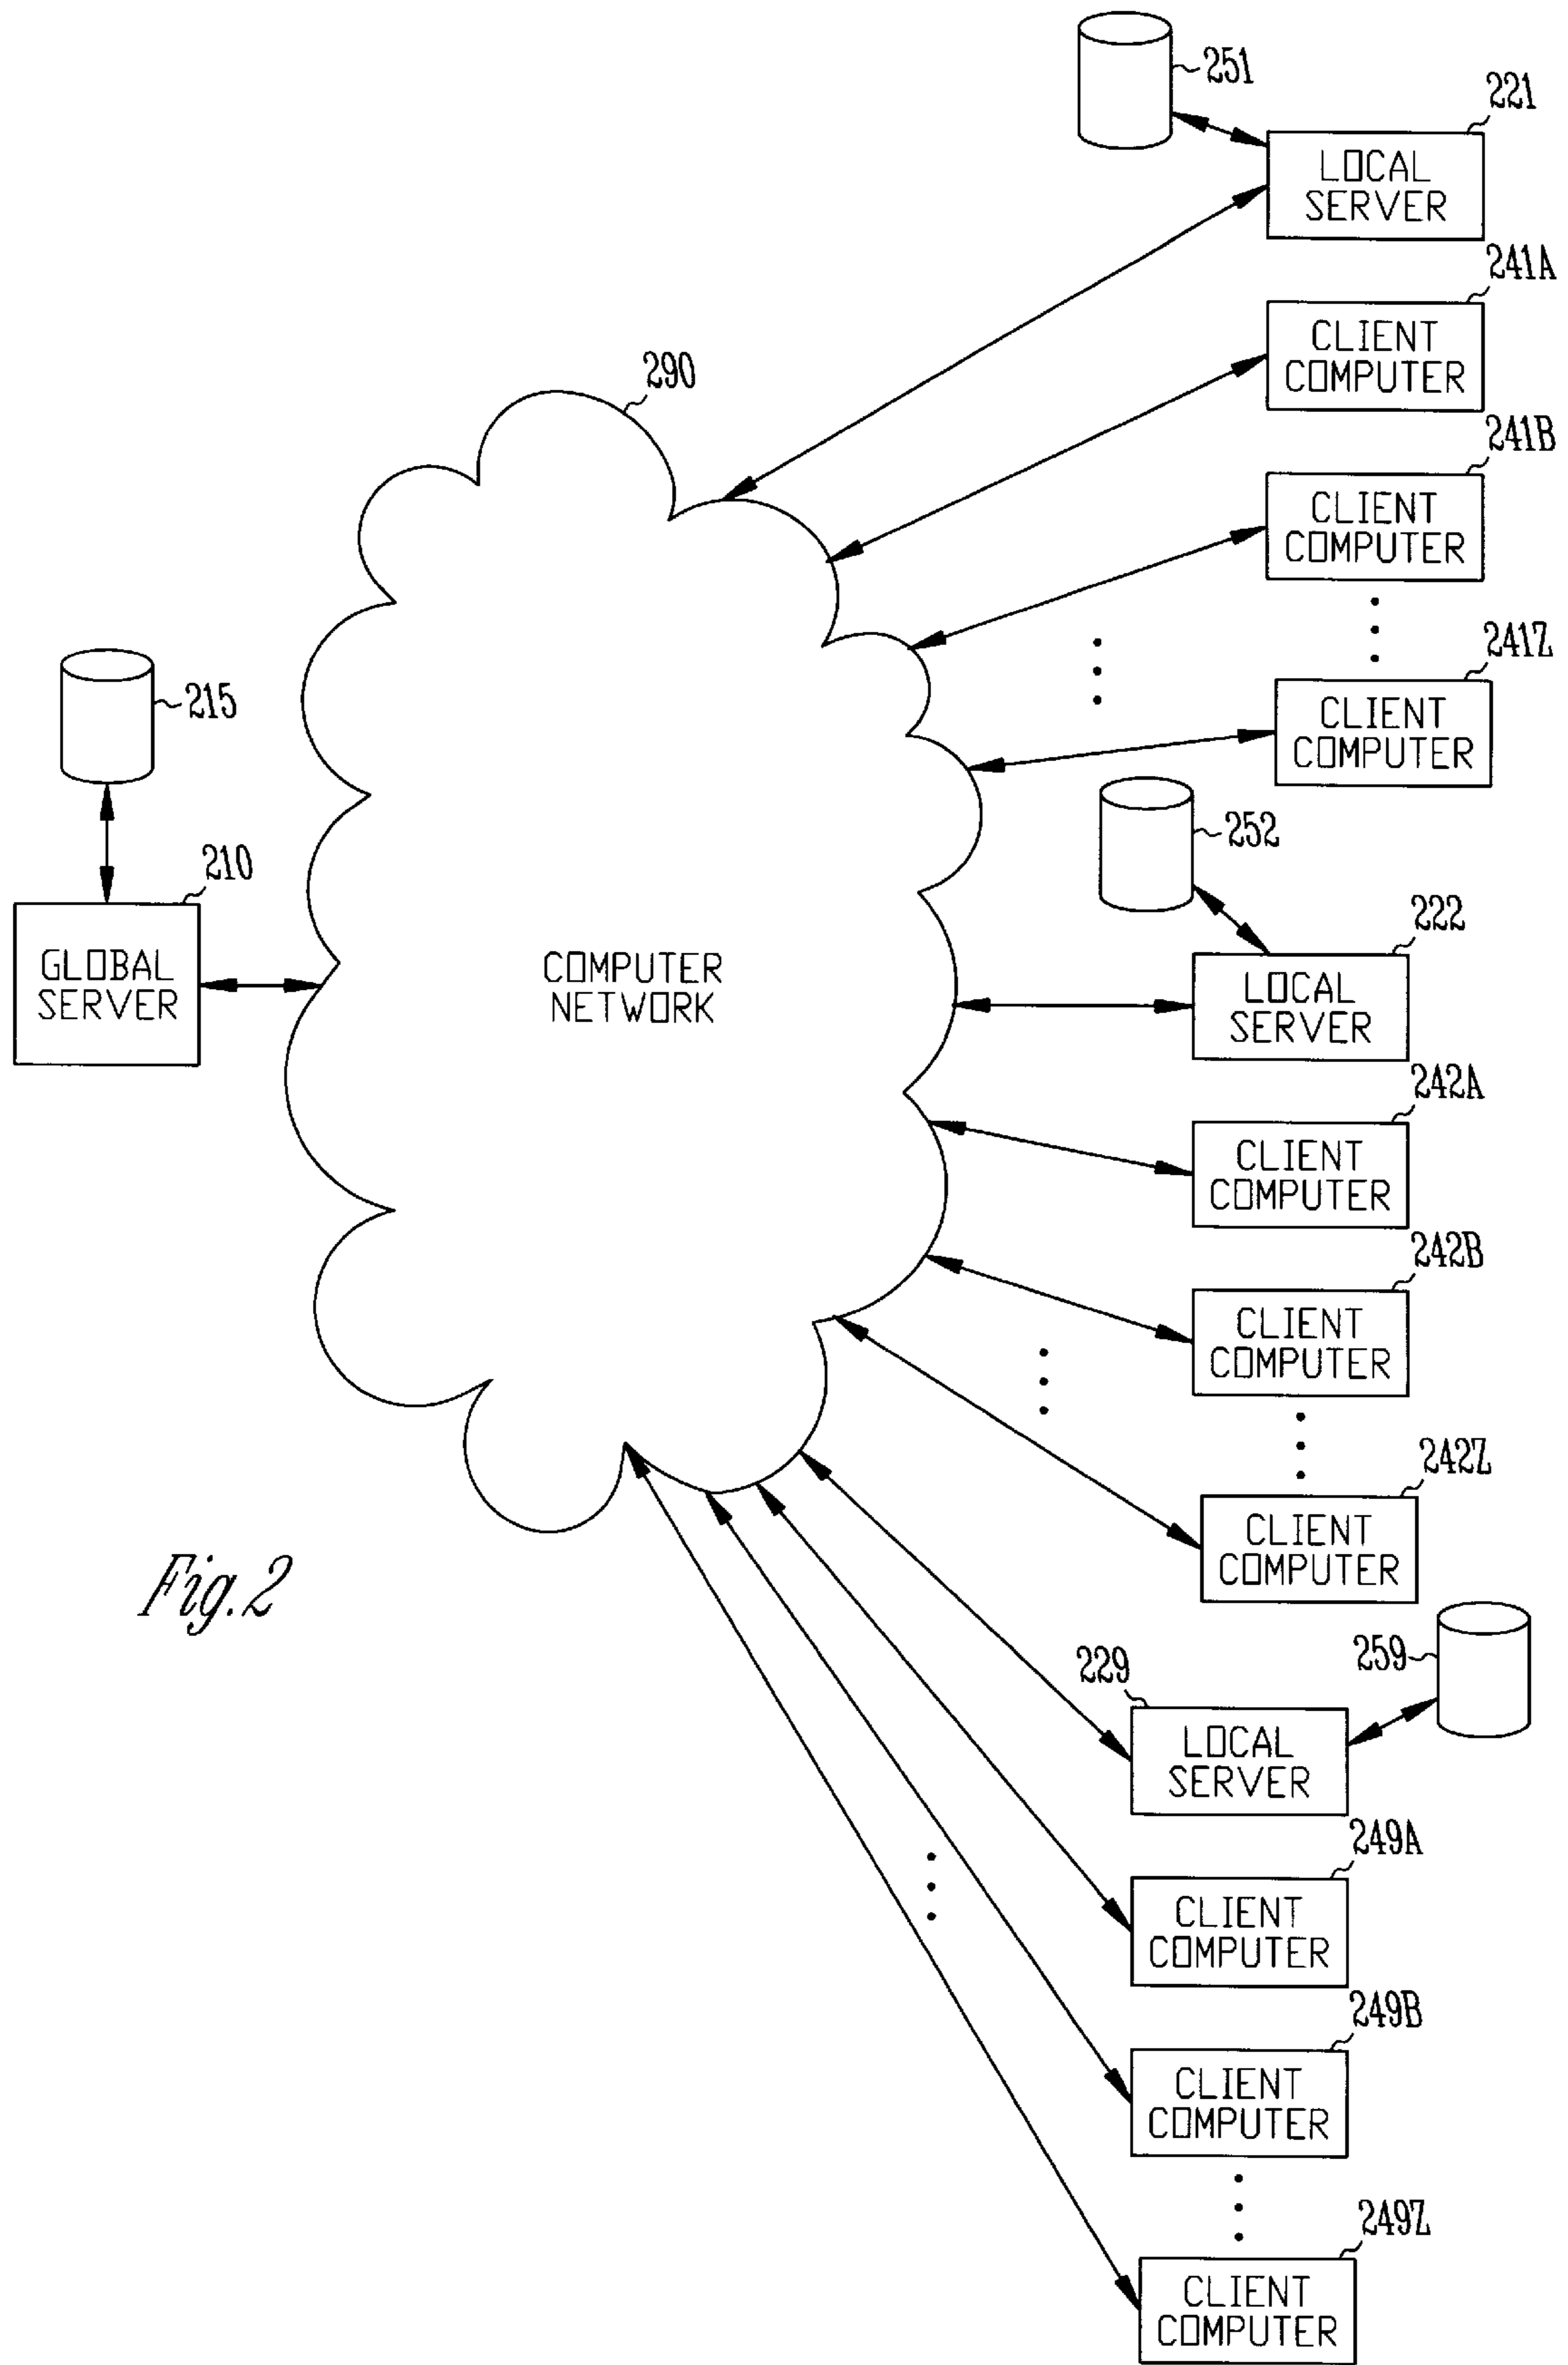 251
221
LOCAL
SERVER
241A
CLIENT
COMPUTER
290
241B
CLIENT
COMPUTER
241Z
CLIENT
COMPUTER
215
252
210
GLOBAL
SERVER
COMPUTER
NETWORK
222
LOCAL
SERVER
242A
CLIENT
COMPUTER
242B
CLIENT
COMPUTER
242Z
CLIENT
COMPUTER
Fig.2
259
229
LOCAL
SERVER
249A
CLIENT
COMPUTER
249B
CLIENT
COMPUTER
249Z
CLIENT
COMPUTER